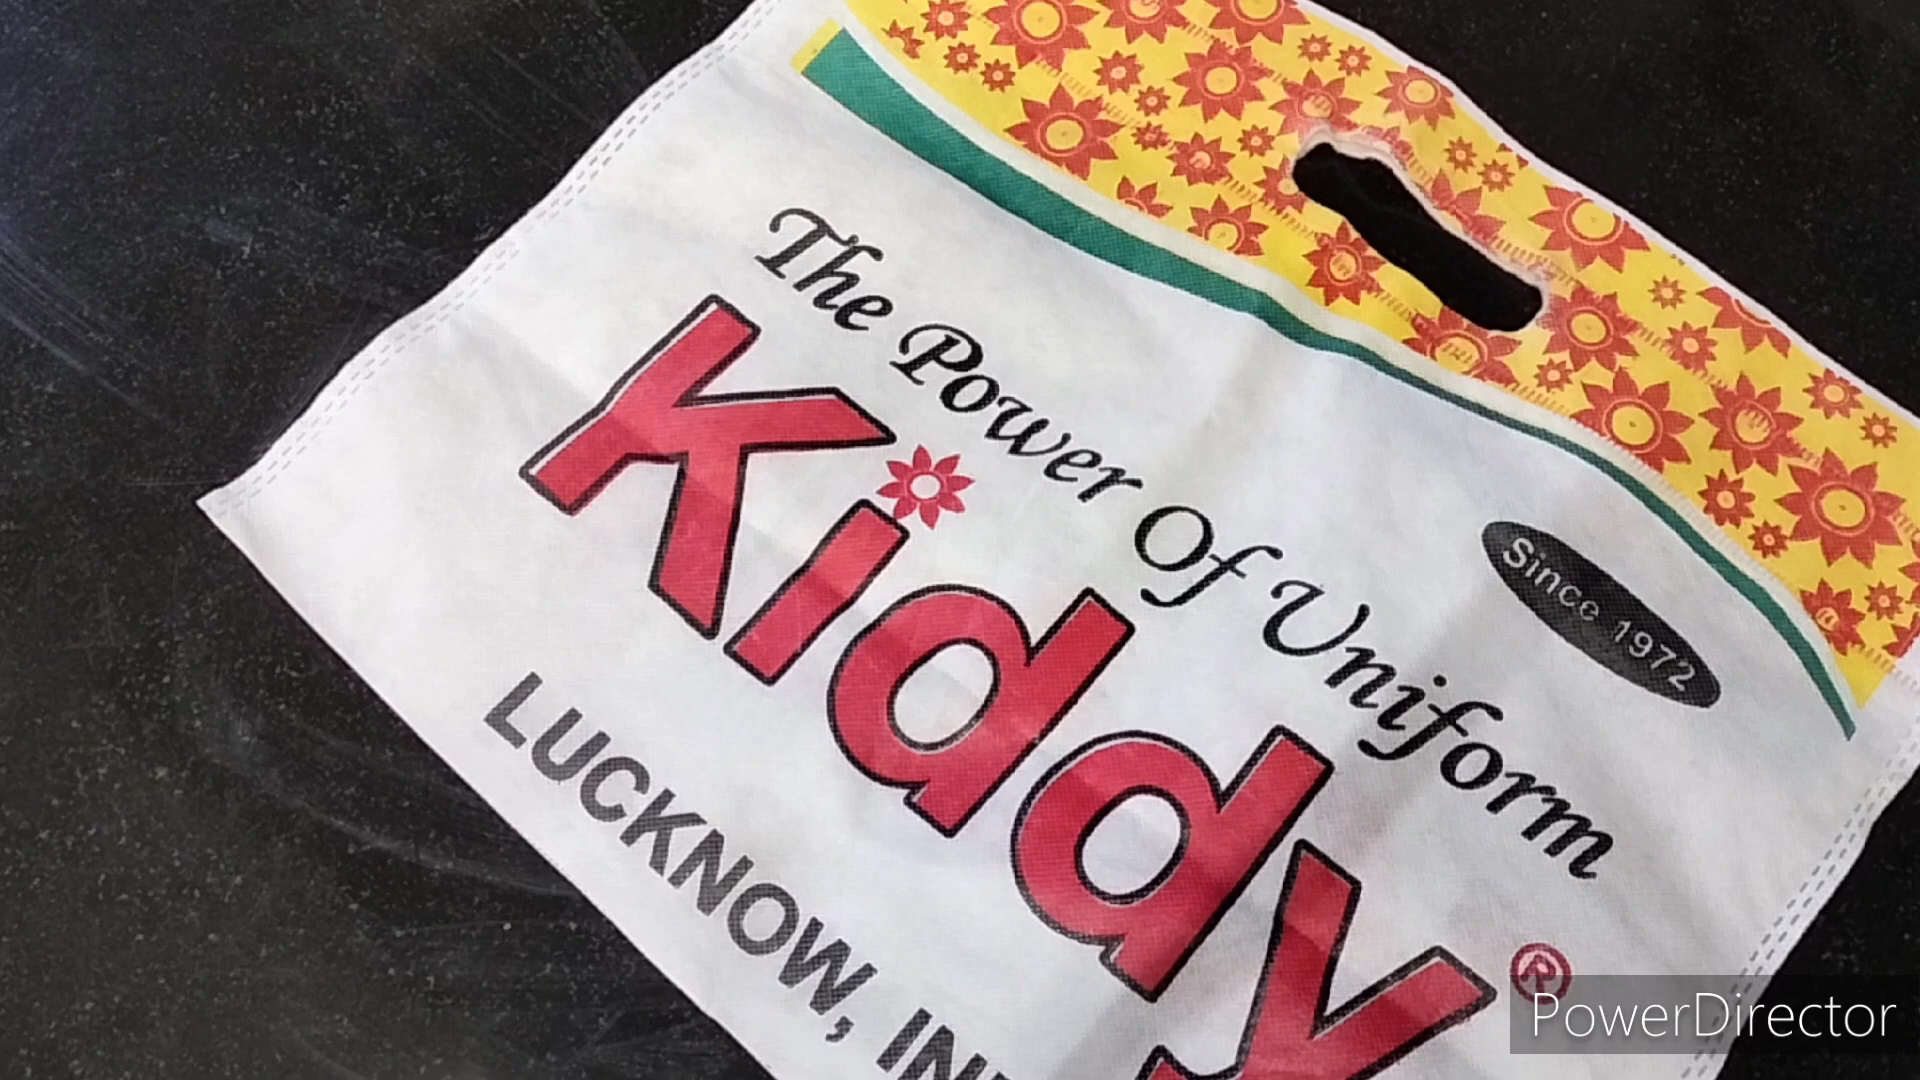 The Power Of Uniform
Since 1972
Kiddy®
LUCKNOW,
PowerDirector